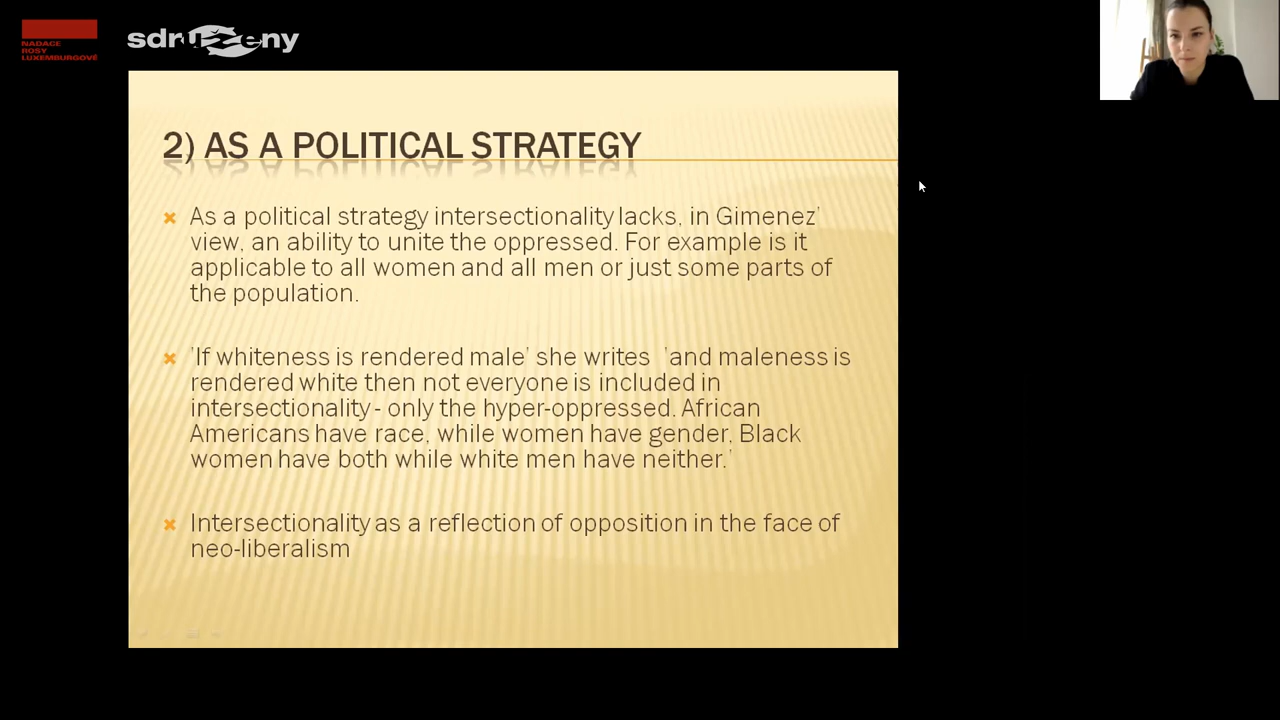 NADACE
ROSY
LUXEMBURGOVÉ
sdruženy
2) AS A POLITICAL STRATEGY
As a political strategy intersectionality lacks, in Gimenez'
view, an ability to unite the oppressed. For example is it
applicable to all women and all men or just some parts of
the population.
'If whiteness is rendered male' she writes 'and maleness is
rendered white then not everyone is included in
intersectionality - only the hyper-oppressed. African
Americans have race, while women have gender, Black
women have both while white men have neither.'
Intersectionality as a reflection of opposition in the face of
neo-liberalism